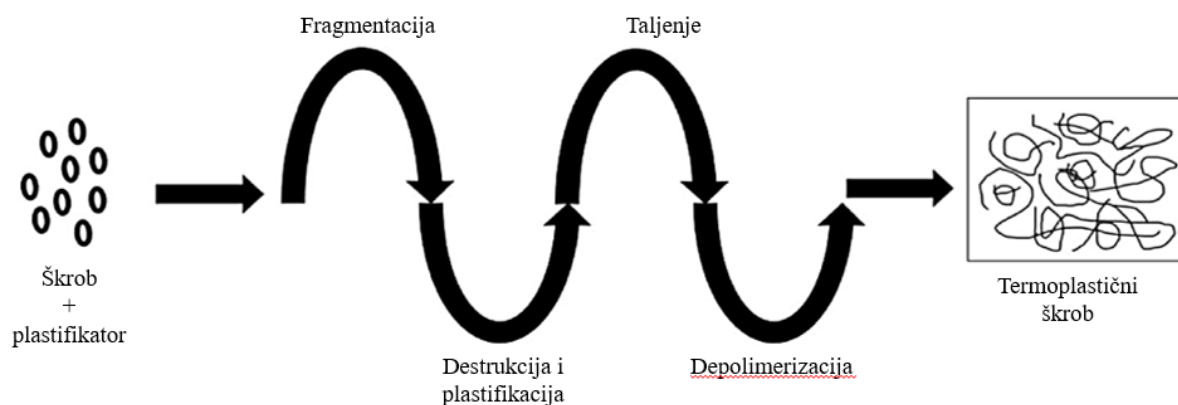 Fragmentacija
Taljenje
Škrob
+
plastifikator
Destrukcija i
plastifikacija
Depolimerizacija
Termoplastični
škrob